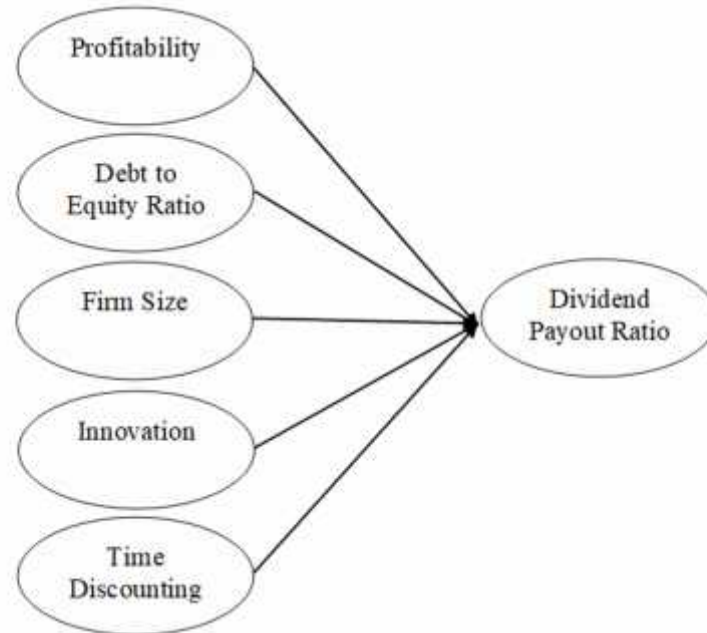 Profitability
Debt to
Equity Ratio
Firm Size
Dividend
Payout Ratio
Innovation
Time
Discounting